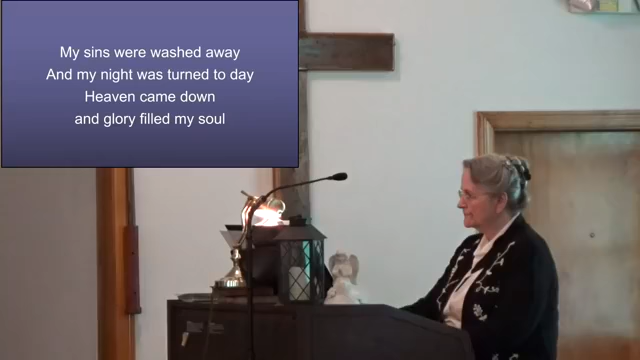 My sins were washed away
And my night was turned to day
Heaven came down
and glory filled my soul